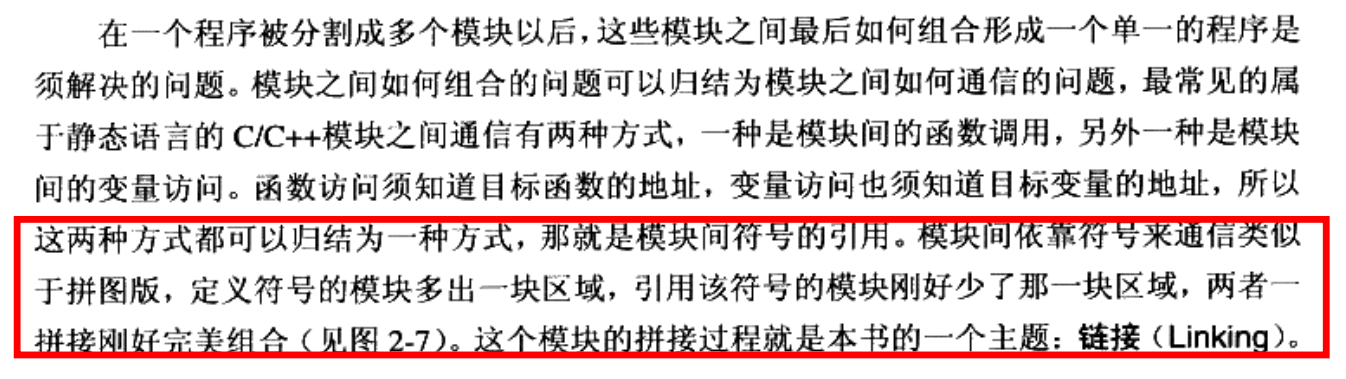 在一个程序被分割成多个模块以后，这些模块之间最后如何组合形成一个单一的程序是
须解决的问题。模块之间如何组合的问题可以归结为模块之间如何通信的问题，最常见的属
于静态语言的 C/C++模块之间通信有两种方式，一种是模块间的函数调用，另外一种是模块
间的变量访问。函数访问须知道目标函数的地址，变量访问也须知道目标变量的地址，所以
这两种方式都可以归结为一种方式，那就是模块间符号的引用。模块间依靠符号来通信类似
于拼图版，定义符号的模块多出一块区域，引用该符号的模块刚好少了那一块区域，两者一
拼接刚好完美组合（见图 2-7）。这个模块的拼接过程就是本书的一个主题：链接（Linking）。